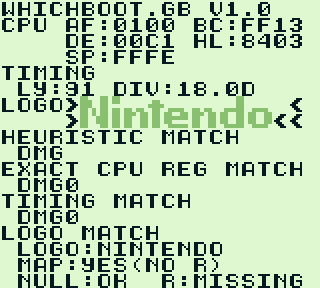 WHICHBOOT.GB V1.0
CPU AF:0100 BC:FF13
DE:00C1 HL:8403
SP:FFFE
TIMING
LY:91 DIV:18.0D
LOGO>Nintendo <
><<
HEURISTIC MATCH
DMG
EXACT CPU REG MATCH
DMG0
TIMING MATCH
DMG0
LOGO MATCH
LOGO:NINTENDO
MAP:YES(NO R)
NULL:OK R:MISSING